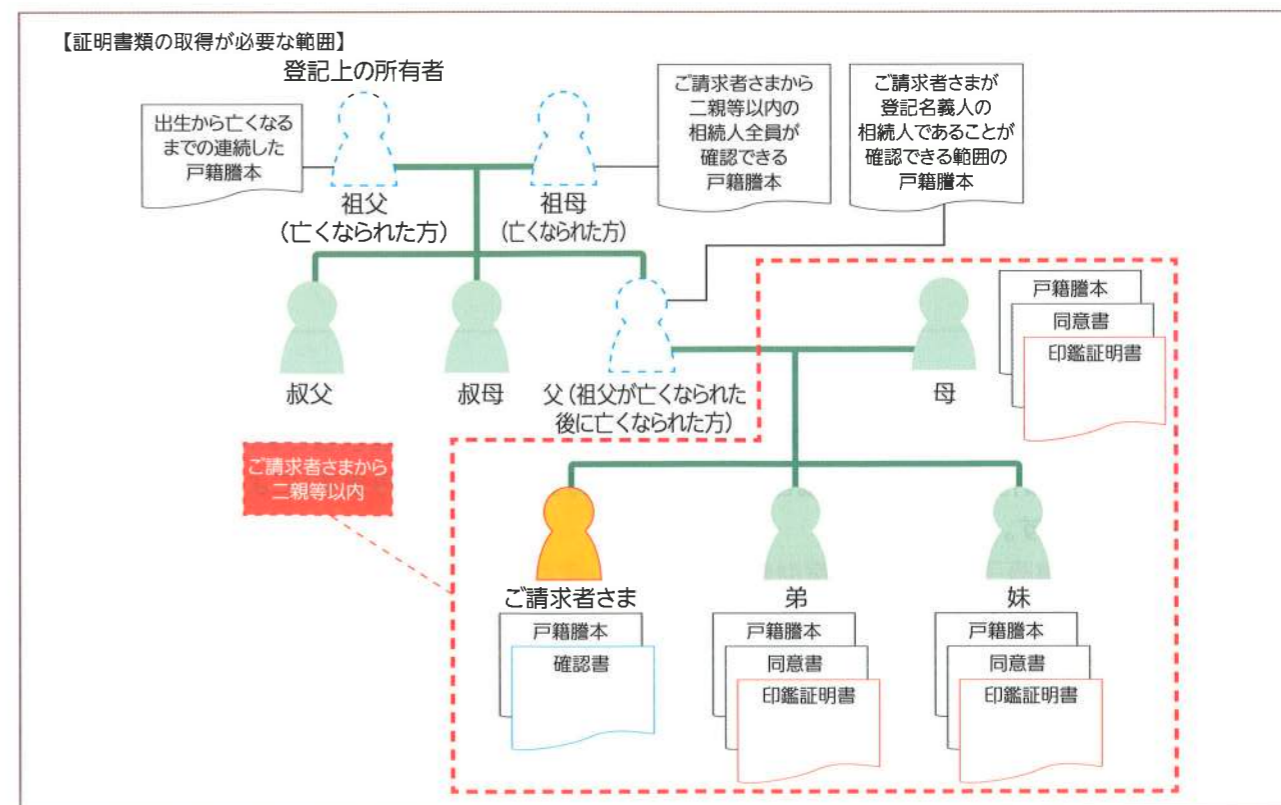 【証明書類の取得が必要な範囲】
登記上の所有者
出生から亡くなる
までの連続した
戸籍謄本
ご請求者さまから
二親等以内の
相続人全員が
確認できる
戸籍謄本
ご請求者さまが
登記名義人の
相続人であることが
確認できる範囲の
戸籍謄本
祖父
(亡くなられた方)
祖母
(亡くなられた方)
叔父
叔母
父(祖父が亡くなられた
後に亡くなられた方)
母
戸籍謄本
同意書
印鑑証明書
ご請求者さまから
二親等以内
ご請求者さま
戸籍謄本
確認書
弟
戸籍謄本
同意書
印鑑証明書
妹
戸籍謄本
同意書
印鑑証明書